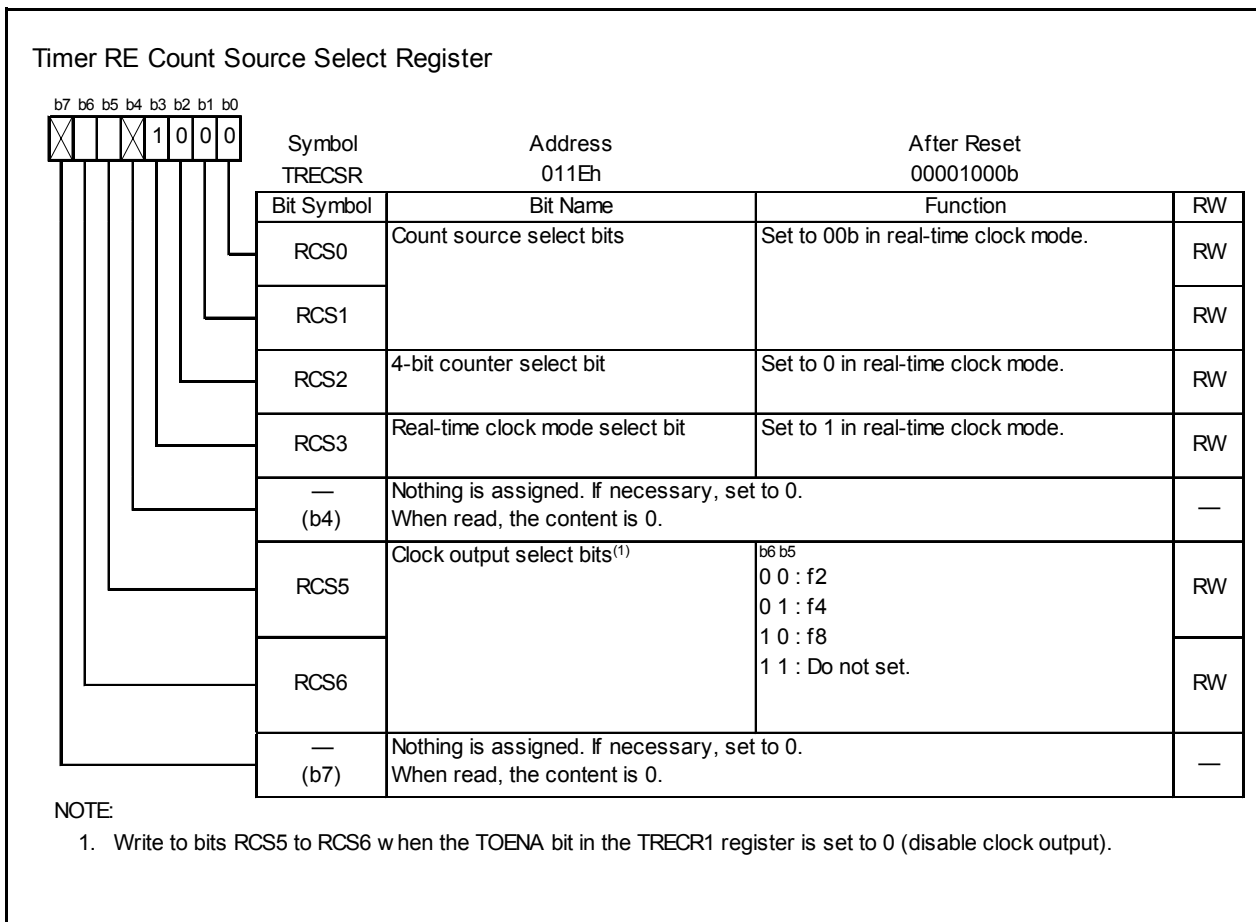 Timer RE Count Source Select Register
b7 b6 b5 b4 b3 b2 b1 b0
1 0 0 0
Symbol Address After Reset
TRECSR 011Eh 00001000b
Bit Symbol Bit Name Function RW
RCS0 Count source select bits Set to 00b in real-time clock mode. RW
RCS1 RW
RCS2 4-bit counter select bit Set to 0 in real-time clock mode. RW
RCS3 Real-time clock mode select bit Set to 1 in real-time clock mode. RW
— Nothing is assigned. If necessary, set to 0. —
(b4) When read, the content is 0.
RCS5 Clock output select bits(1) b6 b5 RW
0 0 : f2
0 1 : f4
1 0 : f8
RCS6 1 1 : Do not set. RW
— Nothing is assigned. If necessary, set to 0. —
(b7) When read, the content is 0.
NOTE:
1. Write to bits RCS5 to RCS6 when the TOENA bit in the TRECR1 register is set to 0 (disable clock output).